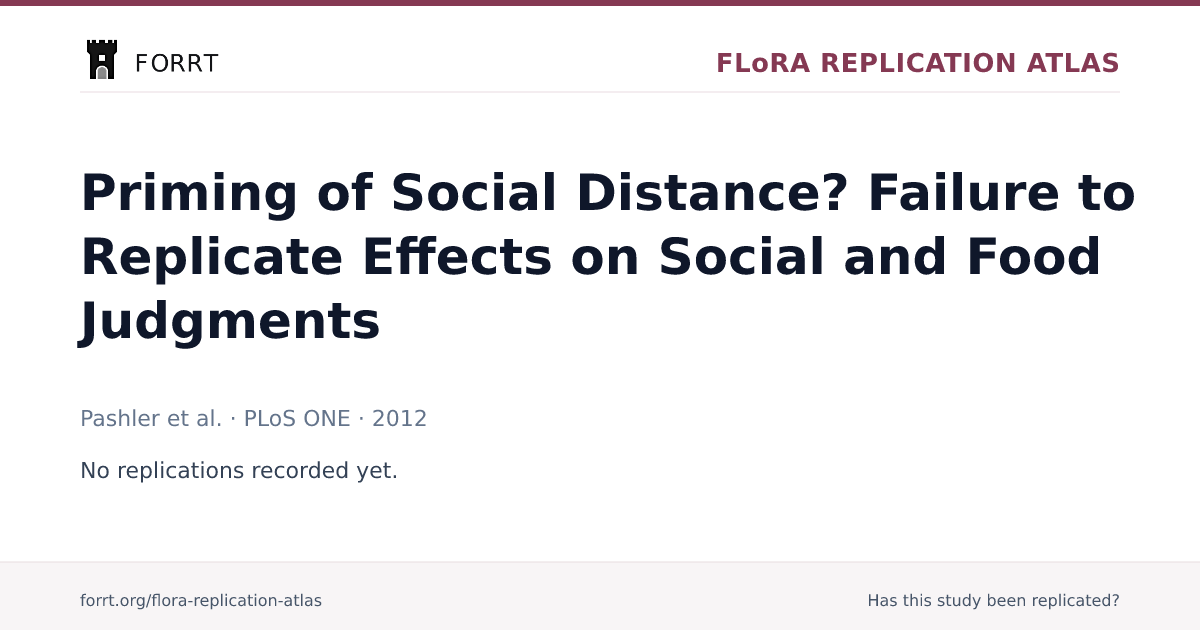 FORRT
FLoRA REPLICATION ATLAS
Priming of Social Distance? Failure to
Replicate Effects on Social and Food
Judgments
Pashler et al. · PLoS ONE · 2012
No replications recorded yet.
forrt.org/flora-replication-atlas
Has this study been replicated?